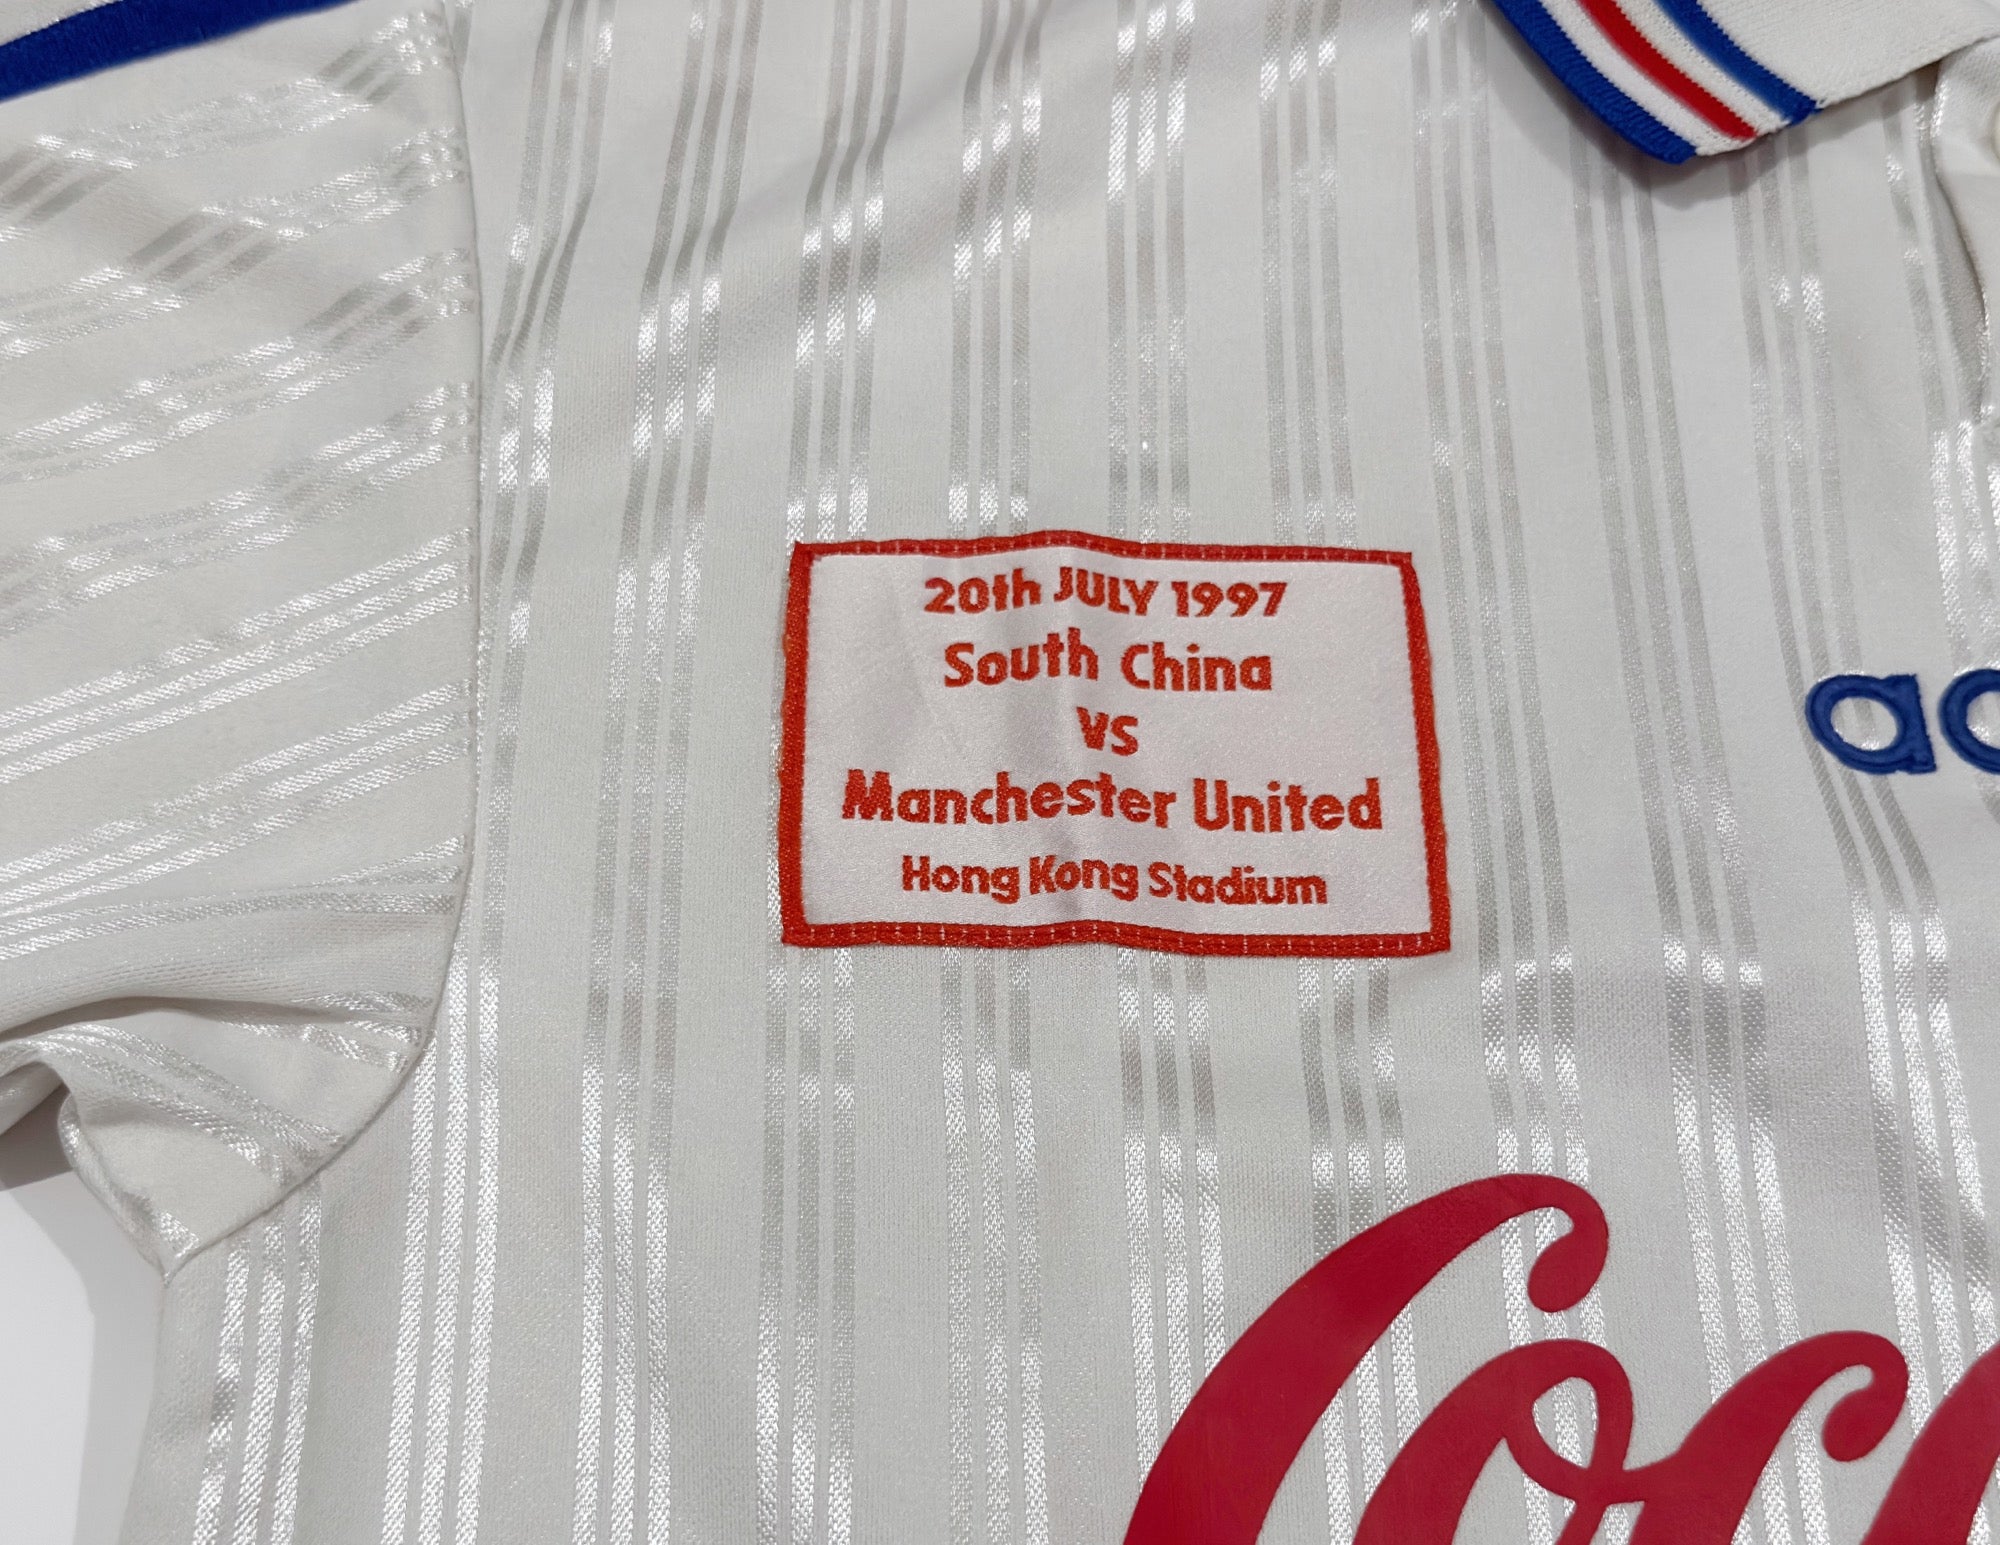 20th JULY 1997
South China
vs
Manchester United
Hong Kong Stadium